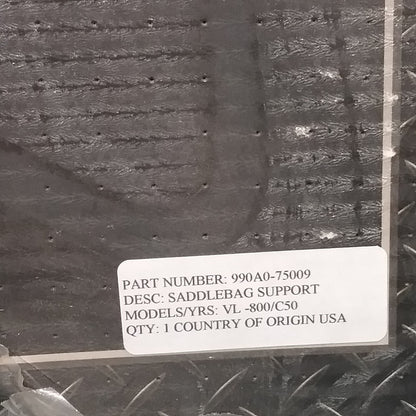 PART NUMBER: 990A0-75009
DESC: SADDLEBAG SUPPORT
MODELS/YRS: VL -800/C50
QTY: 1 COUNTRY OF ORIGIN USA